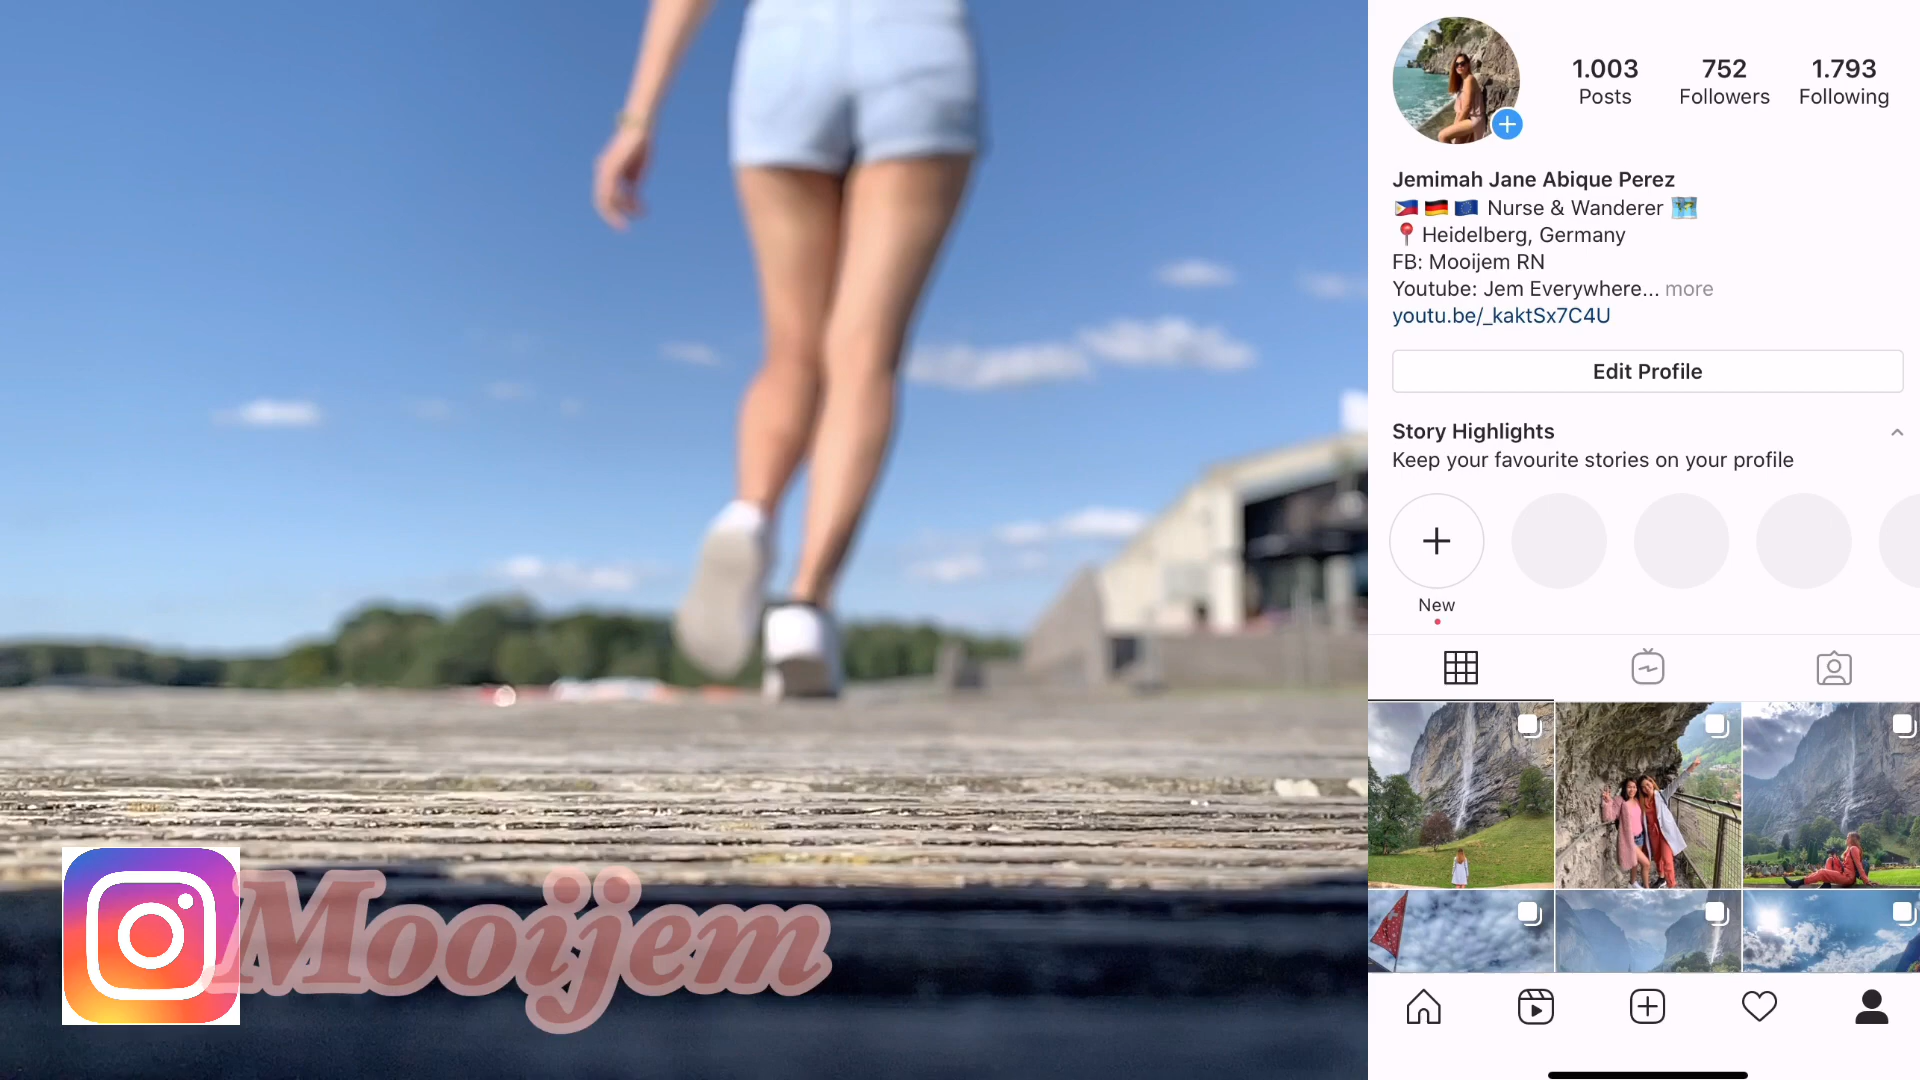 1.003 752 1.793
Posts Followers Following
Jemimah Jane Abique Perez
🇵🇭 🇩🇪 🇪🇺 Nurse & Wanderer 🗺️
📍 Heidelberg, Germany
FB: Mooijem RN
Youtube: Jem Everywhere... more
youtu.be/_kaktSx7C4U
Edit Profile
Story Highlights
Keep your favourite stories on your profile
New
Mooijem